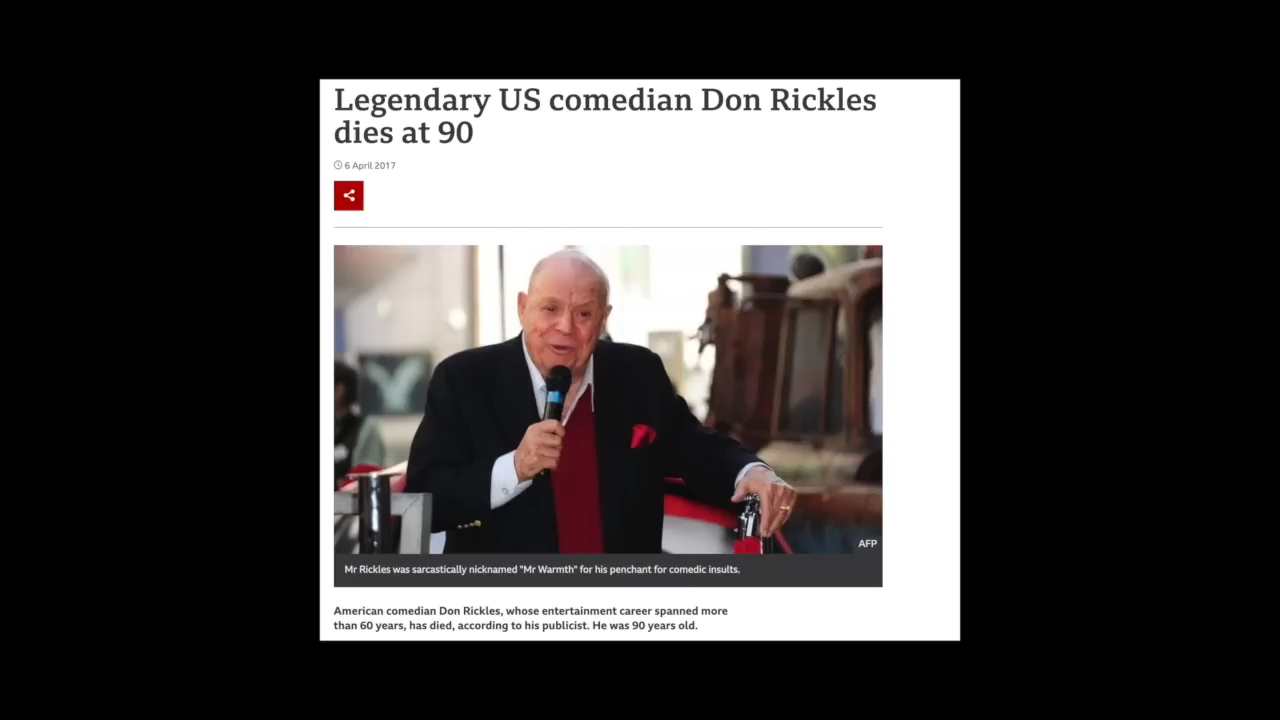 Legendary US comedian Don Rickles
dies at 90
6 April 2017
AFP
Mr Rickles was sarcastically nicknamed "Mr Warmth" for his penchant for comedic insults.
American comedian Don Rickles, whose entertainment career spanned more
than 60 years, has died, according to his publicist. He was 90 years old.